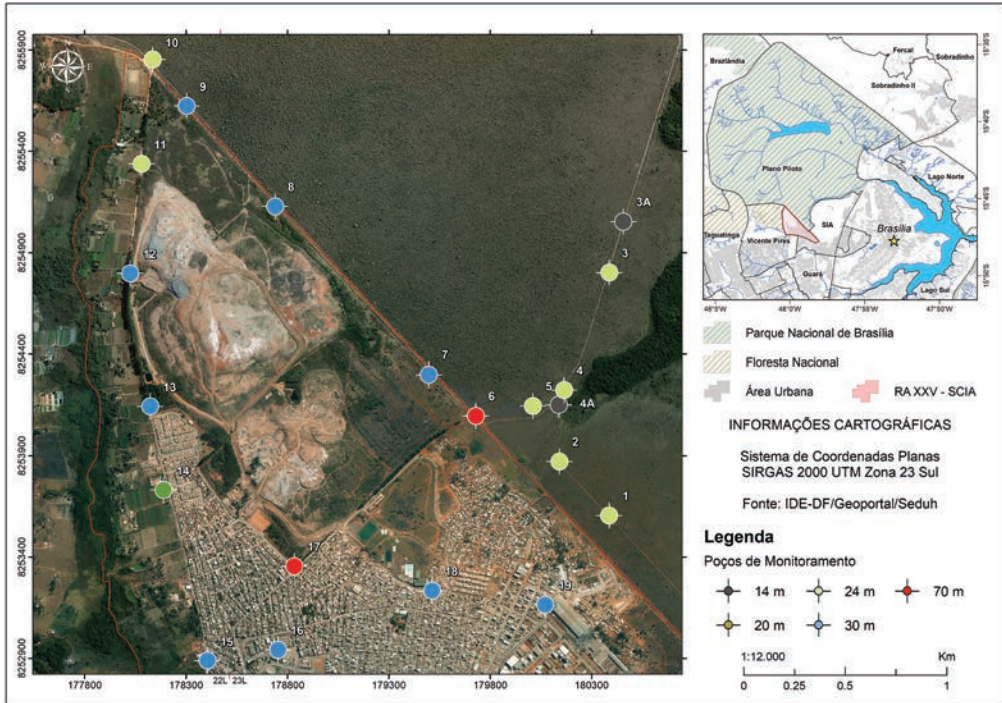 8255900
8255400
8254900
8254400
8253900
8253400
8252900
177800
178300
178800
179300
179800
180300
22L 23L
N
E
10
9
11
8
3A
12
3
7
13
6
5
4
4A
2
14
1
17
18
19
15
16
Brazlândia
Fercal
Sobradinho
Sobradinho II
Plano Piloto
Lago Norte
SIA
Brasília
Taguatinga
Vicente Pires
Guará
Lago Sul
15°35'S
15°40'S
15°45'S
15°50'S
48°5'W
48°0'W
47°55'W
47°50'W
Parque Nacional de Brasília
Floresta Nacional
Área Urbana
RA XXV - SCIA
INFORMAÇÕES CARTOGRÁFICAS
Sistema de Coordenadas Planas
SIRGAS 2000 UTM Zona 23 Sul
Fonte: IDE-DF/Geoportal/Seduh
Legenda
Poços de Monitoramento
14 m
24 m
70 m
20 m
30 m
1:12.000
Km
0
0.25
0.5
1